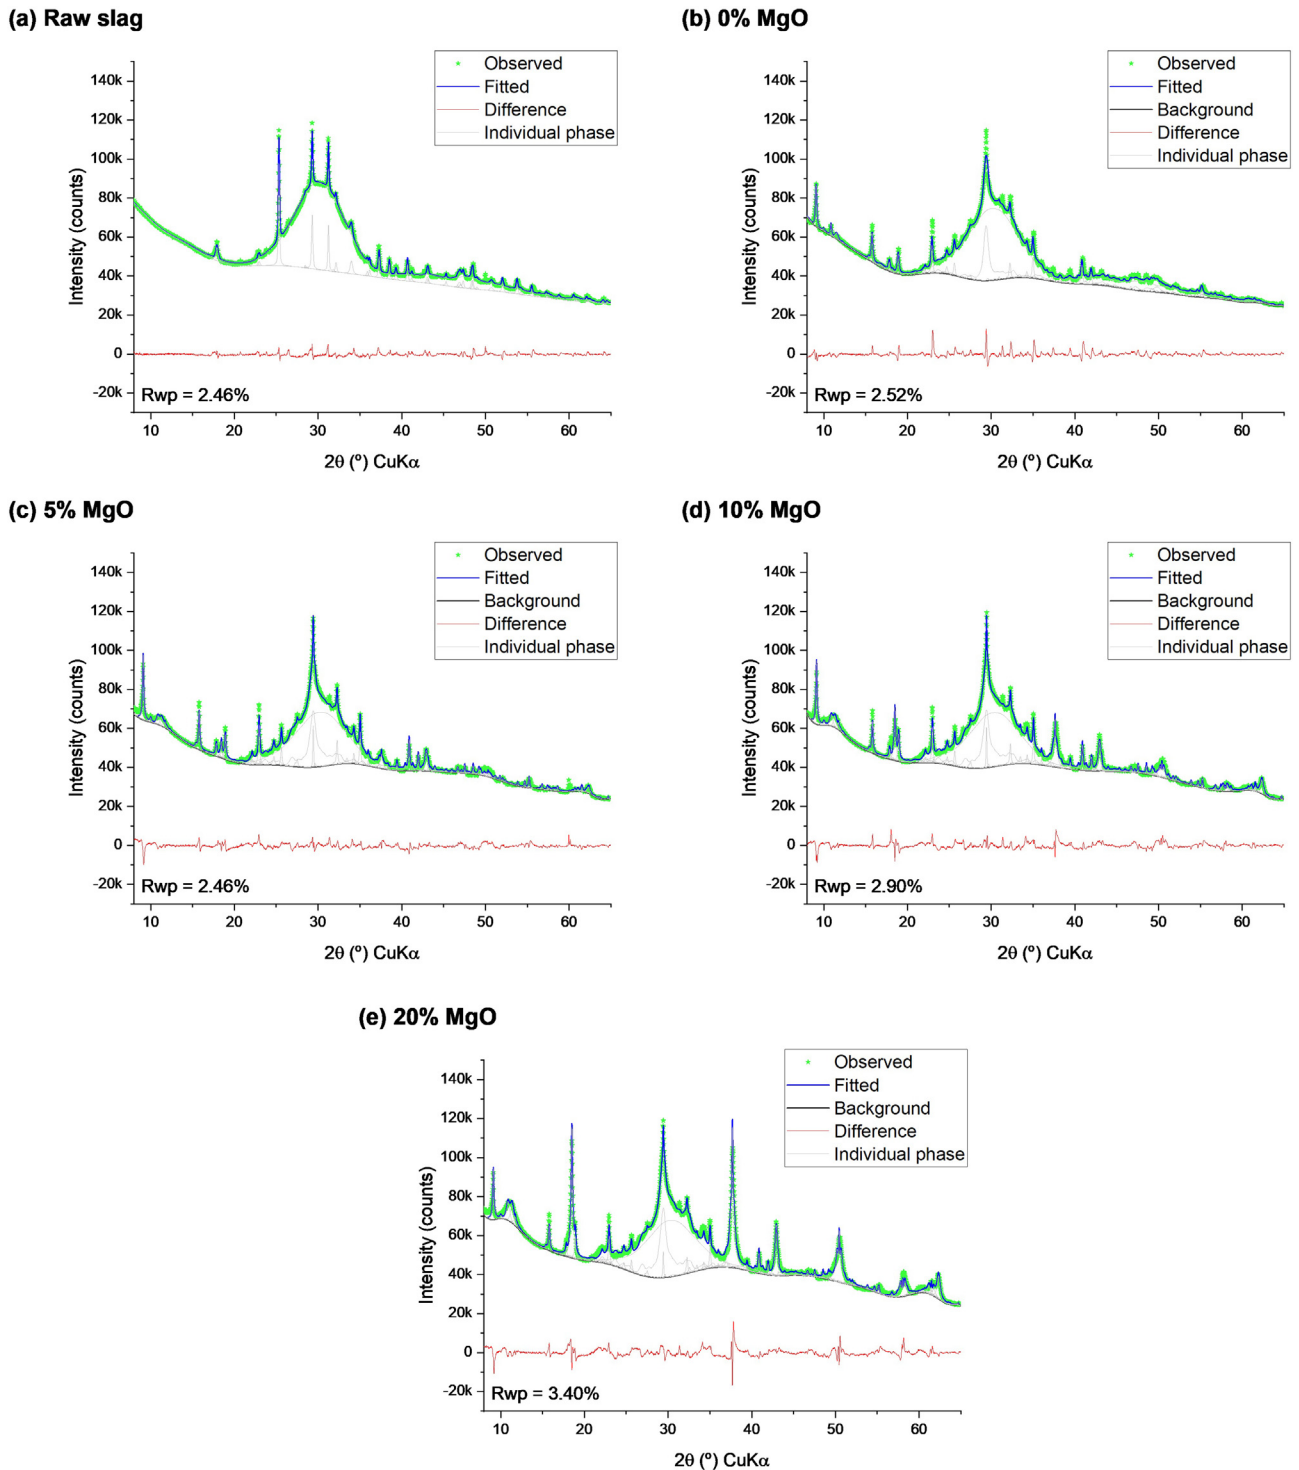 (a) Raw slag
Observed
Fitted
Difference
Individual phase
140k
120k
100k
80k
60k
40k
20k
0
-20k
Intensity (counts)
Rwp = 2.46%
10 20 30 40 50 60
2θ (º) CuKα
(b) 0% MgO
Observed
Fitted
Background
Difference
Individual phase
140k
120k
100k
80k
60k
40k
20k
0
-20k
Intensity (counts)
Rwp = 2.52%
10 20 30 40 50 60
2θ (º) CuKα
(c) 5% MgO
Observed
Fitted
Background
Difference
Individual phase
140k
120k
100k
80k
60k
40k
20k
0
-20k
Intensity (counts)
Rwp = 2.46%
10 20 30 40 50 60
2θ (º) CuKα
(d) 10% MgO
Observed
Fitted
Background
Difference
Individual phase
140k
120k
100k
80k
60k
40k
20k
0
-20k
Intensity (counts)
Rwp = 2.90%
10 20 30 40 50 60
2θ (º) CuKα
(e) 20% MgO
Observed
Fitted
Background
Difference
Individual phase
140k
120k
100k
80k
60k
40k
20k
0
-20k
Intensity (counts)
Rwp = 3.40%
10 20 30 40 50 60
2θ (º) CuKα